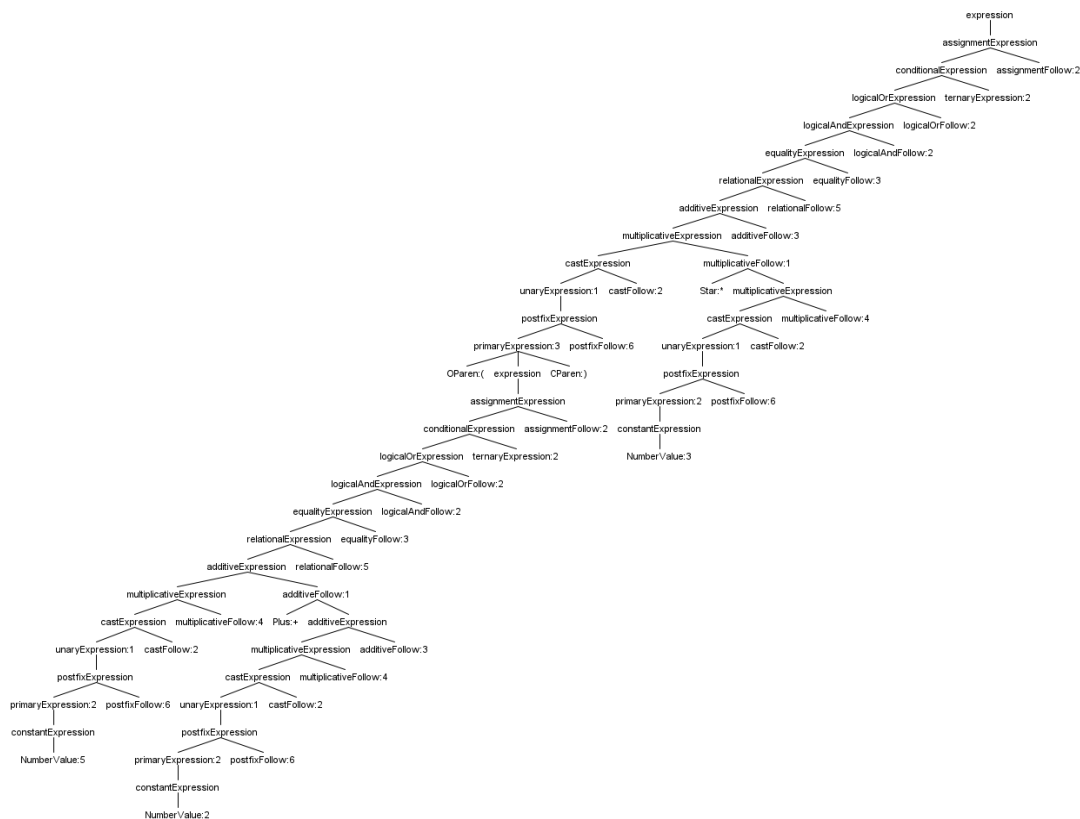 expression
assignmentExpression
conditionalExpression assignmentFollow:2
logicalOrExpression ternaryExpression:2
logicalAndExpression logicalOrFollow:2
equalityExpression logicalAndFollow:2
relationalExpression equalityFollow:3
additiveExpression relationalFollow:5
multiplicativeExpression additiveFollow:3
castExpression multiplicativeFollow:1
unaryExpression:1 castFollow:2 Star:* multiplicativeExpression
postfixExpression castExpression multiplicativeFollow:4
primaryExpression:3 postfixFollow:6 unaryExpression:1 castFollow:2
OParen:( expression CParen:) postfixExpression
assignmentExpression primaryExpression:2 postfixFollow:6
conditionalExpression assignmentFollow:2 constantExpression
logicalOrExpression ternaryExpression:2 NumberValue:3
logicalAndExpression logicalOrFollow:2
equalityExpression logicalAndFollow:2
relationalExpression equalityFollow:3
additiveExpression relationalFollow:5
multiplicativeExpression additiveFollow:1
castExpression multiplicativeFollow:4 Plus:+ additiveExpression
unaryExpression:1 castFollow:2 multiplicativeExpression additiveFollow:3
postfixExpression castExpression multiplicativeFollow:4
primaryExpression:2 postfixFollow:6 unaryExpression:1 castFollow:2
constantExpression postfixExpression
NumberValue:5 primaryExpression:2 postfixFollow:6
constantExpression
NumberValue:2